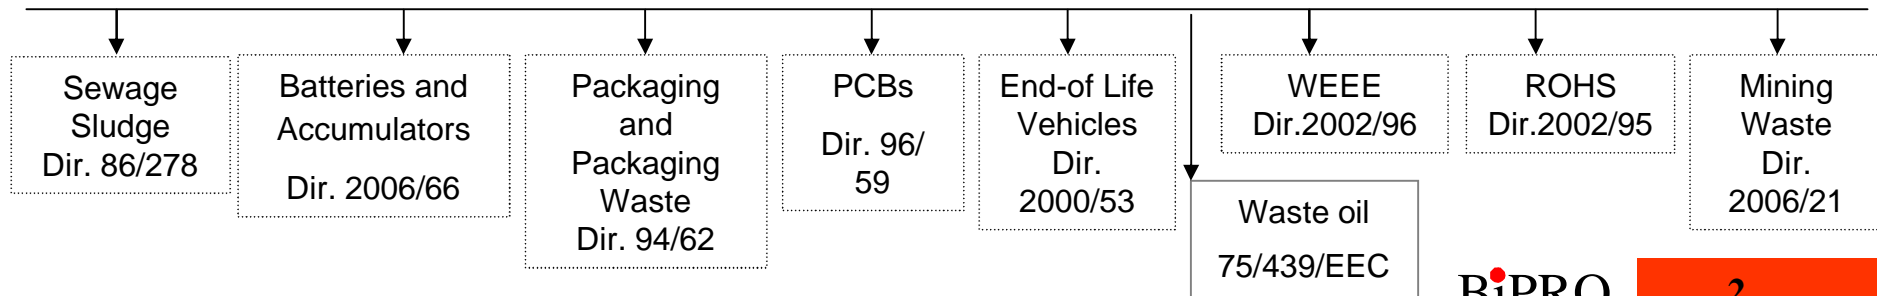 Sewage
Sludge
Dir. 86/278
Batteries and
Accumulators
Dir. 2006/66
Packaging
and
Packaging
Waste
Dir. 94/62
PCBs
Dir. 96/
59
End-of Life
Vehicles
Dir.
2000/53
Waste oil
75/439/EEC
WEEE
Dir.2002/96
ROHS
Dir.2002/95
Mining
Waste
Dir.
2006/21
BiPRO
2